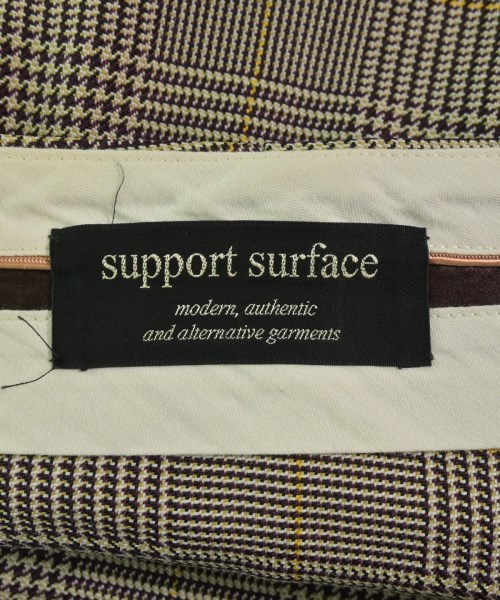 support surface
modern, authentic
and alternative garments